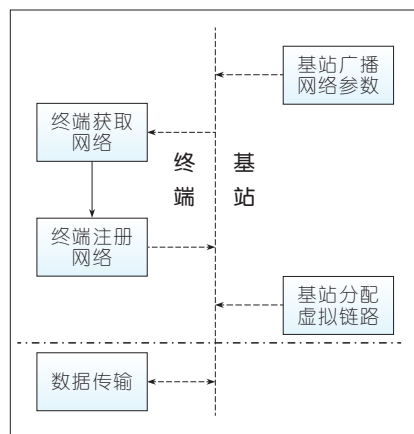 基站广播
网络参数
终端获取
网络
终端
基站
终端注册
网络
基站分配
虚拟链路
数据传输